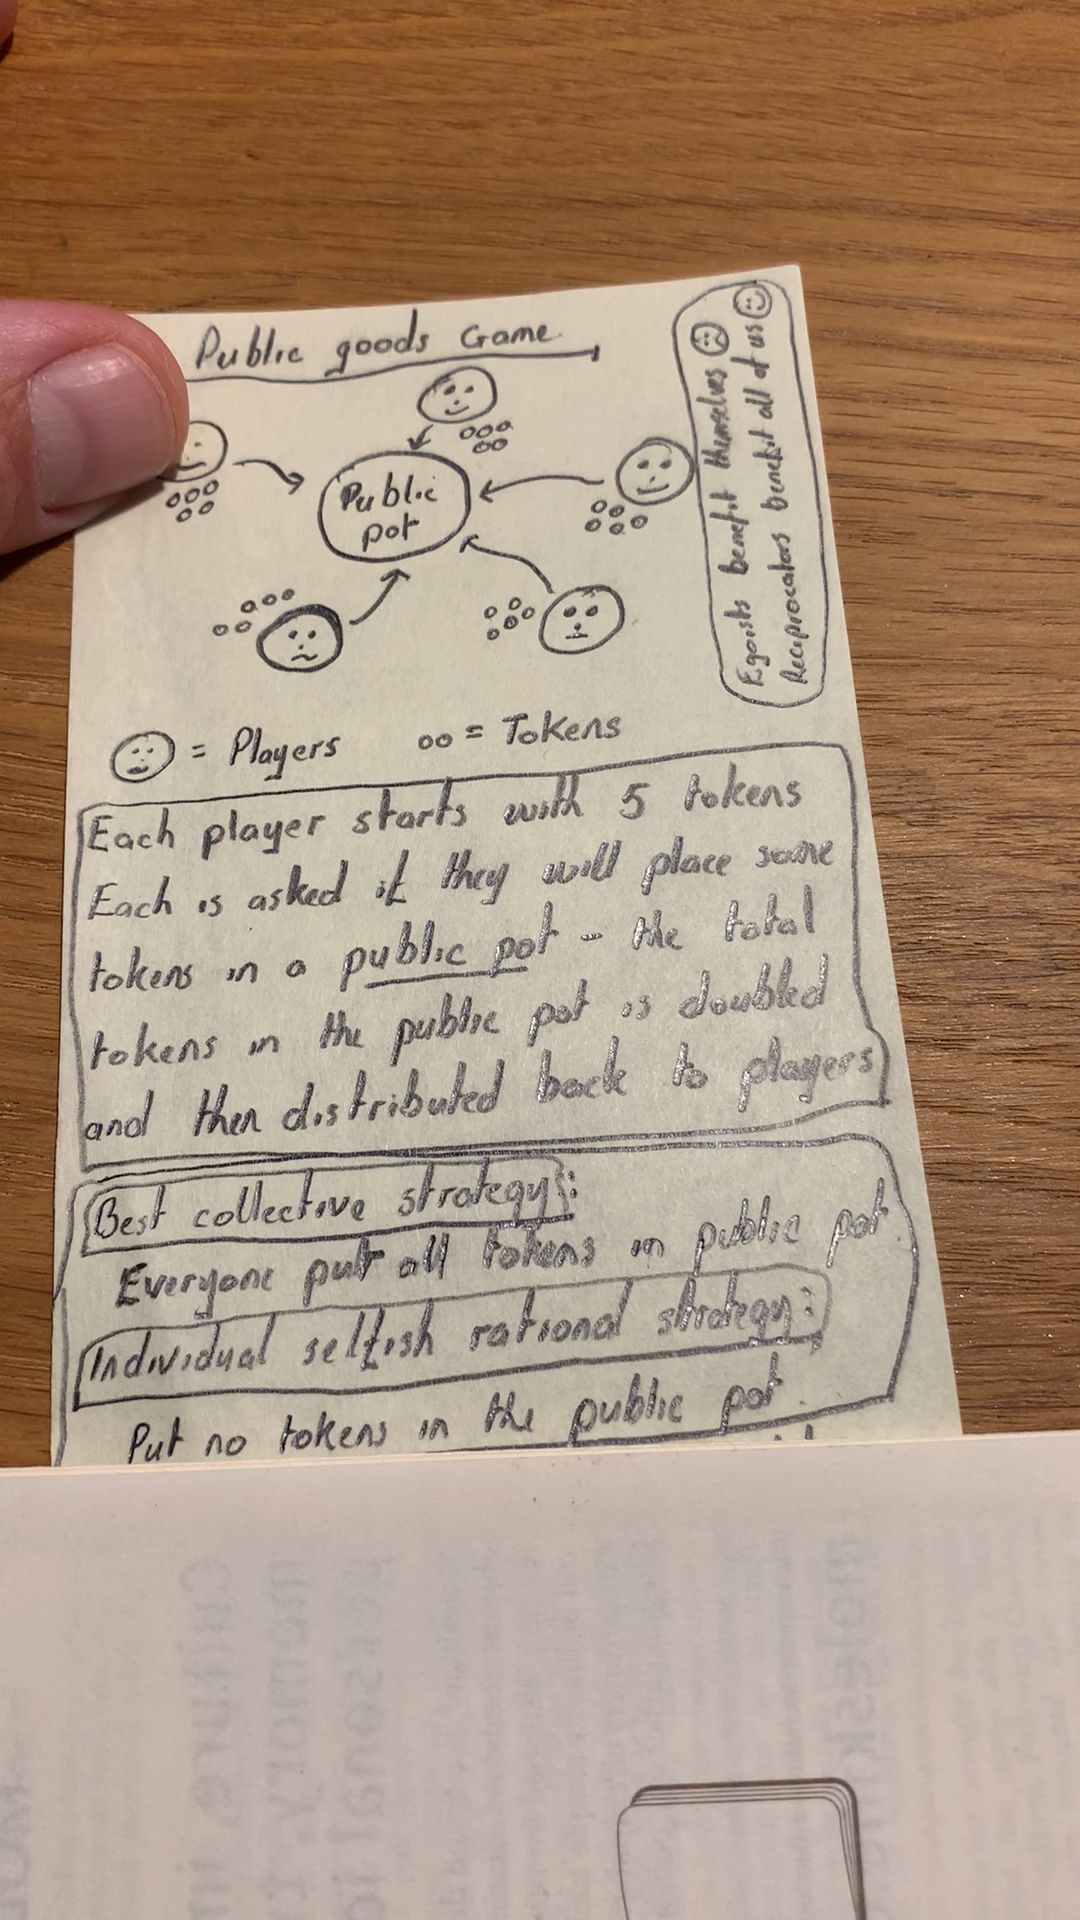 Public goods Game
Public
pot
Egoists benefit themselves
Reciprocators benefit all of us
= Players
= Tokens
Each player starts with 5 tokens
Each is asked if they will place some
tokens in a public pot - the total
tokens in the public pot is doubled
and then distributed back to players
Best collective strategy:
Everyone put all tokens in public pot
Individual selfish rational strategy:
Put no tokens in the public pot.